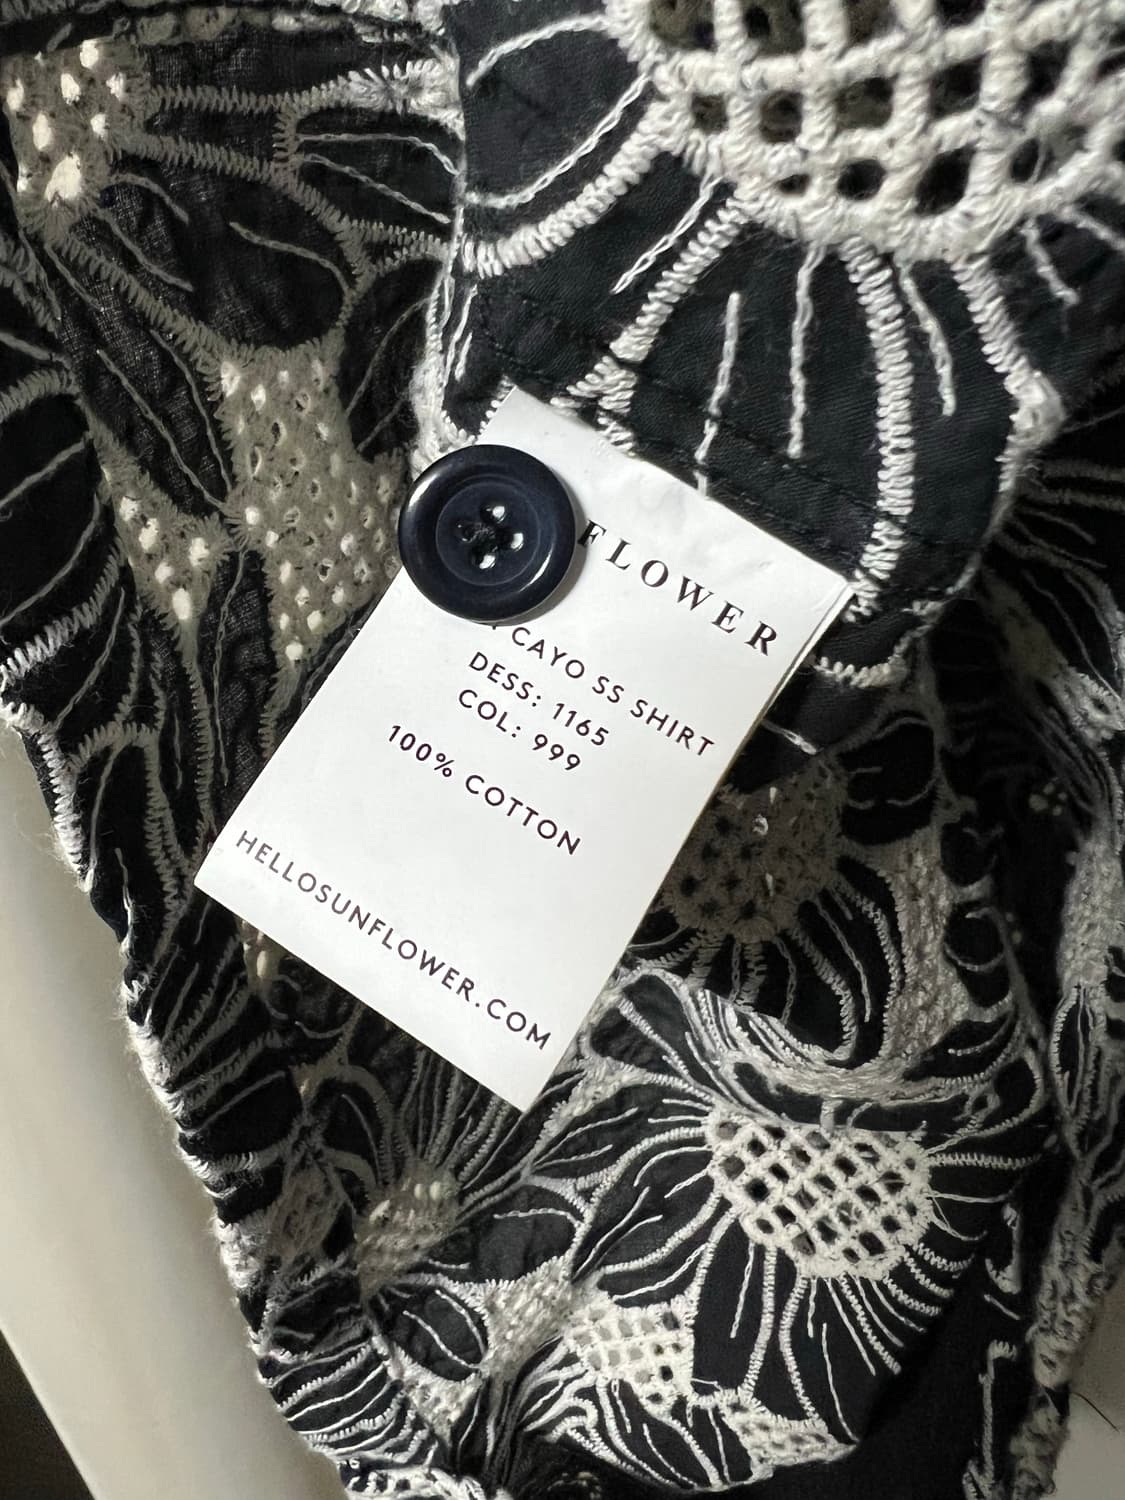 FLOWER
CAYO SS SHIRT
DESS: 1165
COL: 999
100% COTTON
HELLOSUNFLOWER.COM